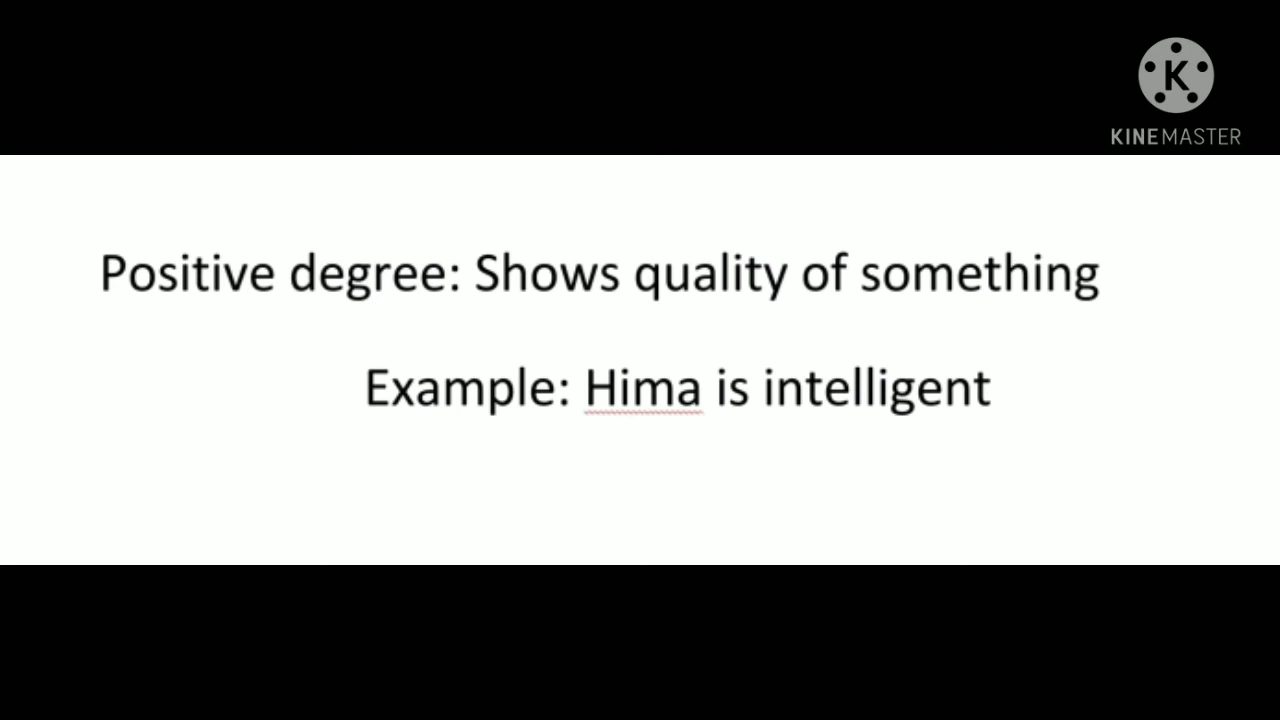 K
KINEMASTER
Positive degree: Shows quality of something
Example: Hima is intelligent